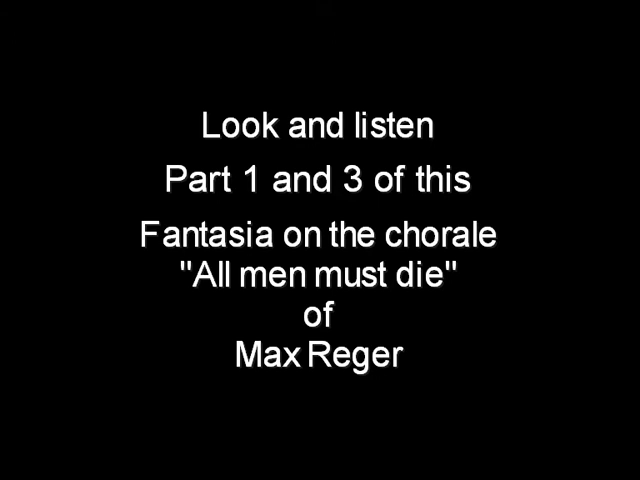 Look and listen
Part 1 and 3 of this
Fantasia on the chorale
"All men must die"
of
Max Reger